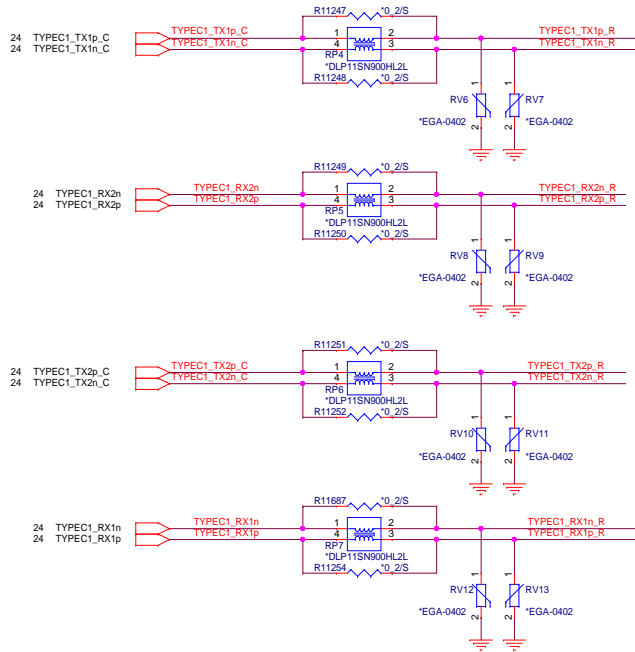 R11247 *0_2/S
24 TYPEC1_TX1p_C TYPEC1_TX1p_C 1 2 TYPEC1_TX1p_R
24 TYPEC1_TX1n_C TYPEC1_TX1n_C 4 3 TYPEC1_TX1n_R
RP4
*DLP11SN900HL2L
R11248 *0_2/S
1 1
RV6 RV7
*EGA-0402 *EGA-0402
2 2
R11249 *0_2/S
24 TYPEC1_RX2n TYPEC1_RX2n 1 2 TYPEC1_RX2n_R
24 TYPEC1_RX2p TYPEC1_RX2p 4 3 TYPEC1_RX2p_R
RP5
*DLP11SN900HL2L
R11250 *0_2/S
1 1
RV8 RV9
2 2
*EGA-0402 *EGA-0402
R11251 *0_2/S
24 TYPEC1_TX2p_C TYPEC1_TX2p_C 1 2 TYPEC1_TX2p_R
24 TYPEC1_TX2n_C TYPEC1_TX2n_C 4 3 TYPEC1_TX2n_R
RP6
*DLP11SN900HL2L
R11252 *0_2/S
1 1
RV10 RV11
2 2
*EGA-0402 *EGA-0402
R11687 *0_2/S
24 TYPEC1_RX1n TYPEC1_RX1n 1 2 TYPEC1_RX1n_R
24 TYPEC1_RX1p TYPEC1_RX1p 4 3 TYPEC1_RX1p_R
RP7
*DLP11SN900HL2L
R11254 *0_2/S
1 1
RV12 RV13
2 2
*EGA-0402 *EGA-0402